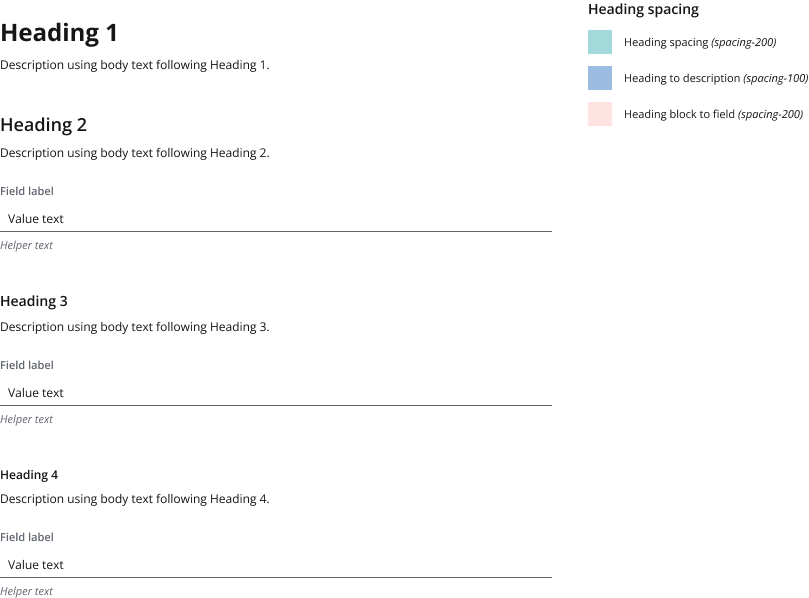 Heading 1
Description using body text following Heading 1.
Heading 2
Description using body text following Heading 2.
Field label
Value text
Helper text
Heading 3
Description using body text following Heading 3.
Field label
Value text
Helper text
Heading 4
Description using body text following Heading 4.
Field label
Value text
Helper text
Heading spacing
Heading spacing (spacing-200)
Heading to description (spacing-100)
Heading block to field (spacing-200)